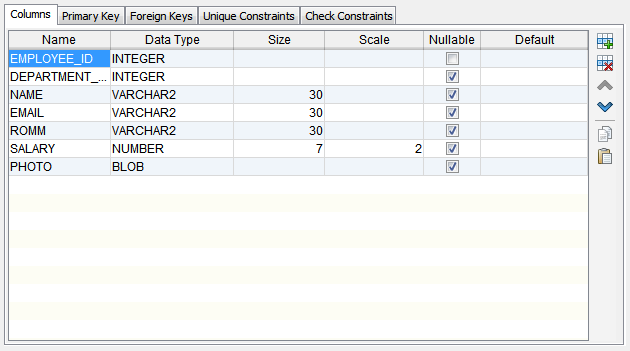 Columns Primary Key Foreign Keys Unique Constraints Check Constraints
Name Data Type Size Scale Nullable Default
EMPLOYEE_ID INTEGER
DEPARTMENT_... INTEGER
NAME VARCHAR2 30
EMAIL VARCHAR2 30
ROMM VARCHAR2 30
SALARY NUMBER 7 2
PHOTO BLOB